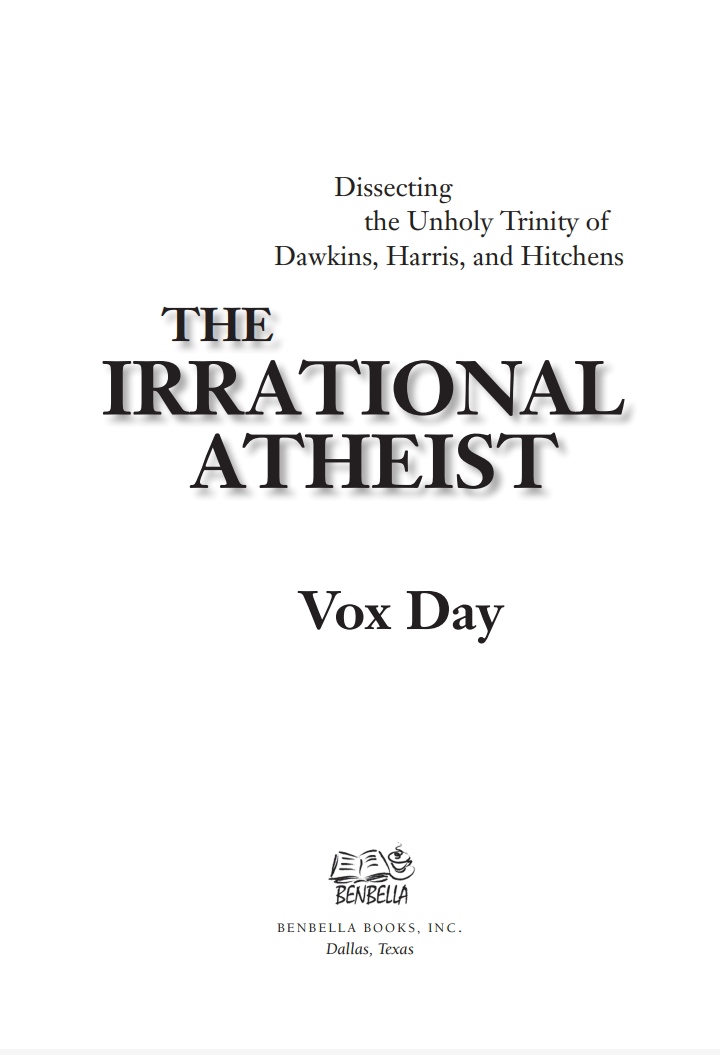 Dissecting
the Unholy Trinity of
Dawkins, Harris, and Hitchens
THE
IRRATIONAL
ATHEIST
Vox Day
BENBELLA
BENBELLA BOOKS, INC.
Dallas, Texas